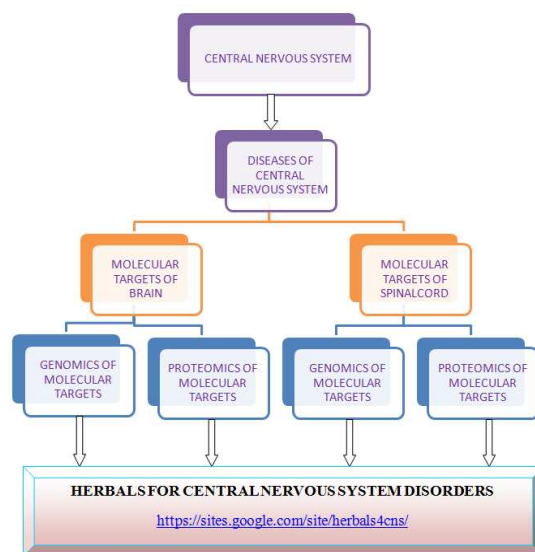 CENTRAL NERVOUS SYSTEM
DISEASES OF
CENTRAL
NERVOUS SYSTEM
MOLECULAR
TARGETS OF
BRAIN
MOLECULAR
TARGETS OF
SPINALCORD
GENOMICS OF
MOLECULAR
TARGETS
PROTEOMICS OF
MOLECULAR
TARGETS
GENOMICS OF
MOLECULAR
TARGETS
PROTEOMICS OF
MOLECULAR
TARGETS
HERBALS FOR CENTRAL NERVOUS SYSTEM DISORDERS
https://sites.google.com/site/herbals4cns/